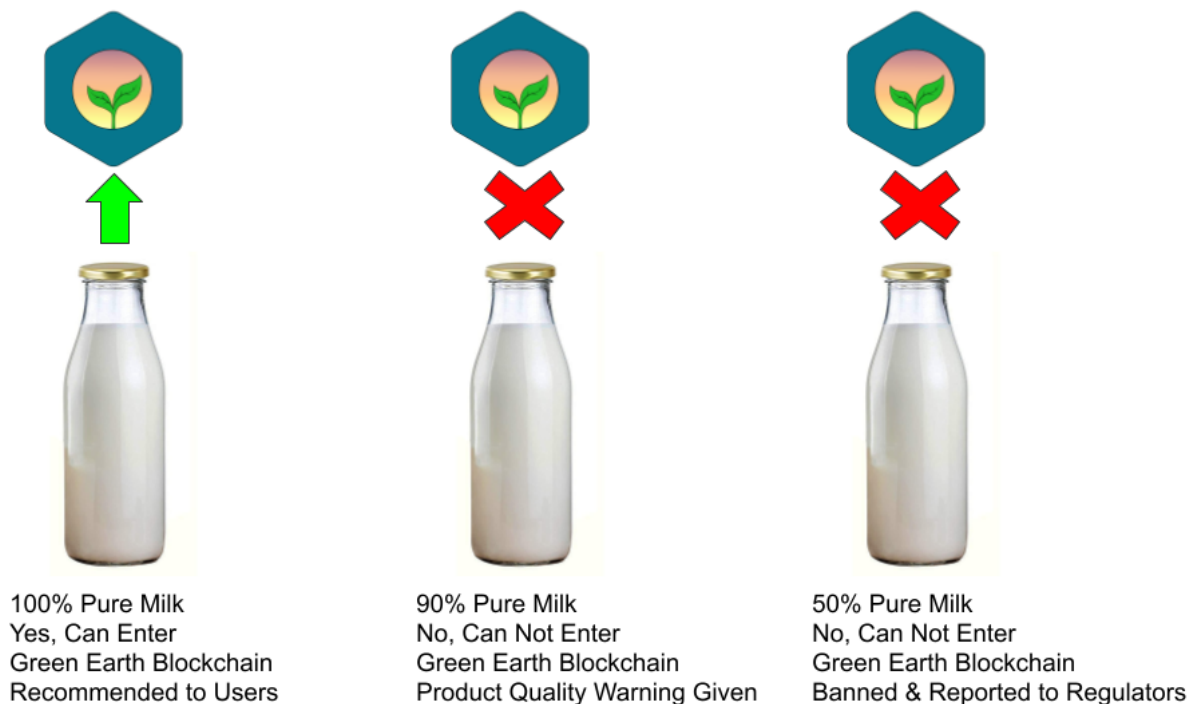 100% Pure Milk
Yes, Can Enter
Green Earth Blockchain
Recommended to Users
90% Pure Milk
No, Can Not Enter
Green Earth Blockchain
Product Quality Warning Given
50% Pure Milk
No, Can Not Enter
Green Earth Blockchain
Banned & Reported to Regulators